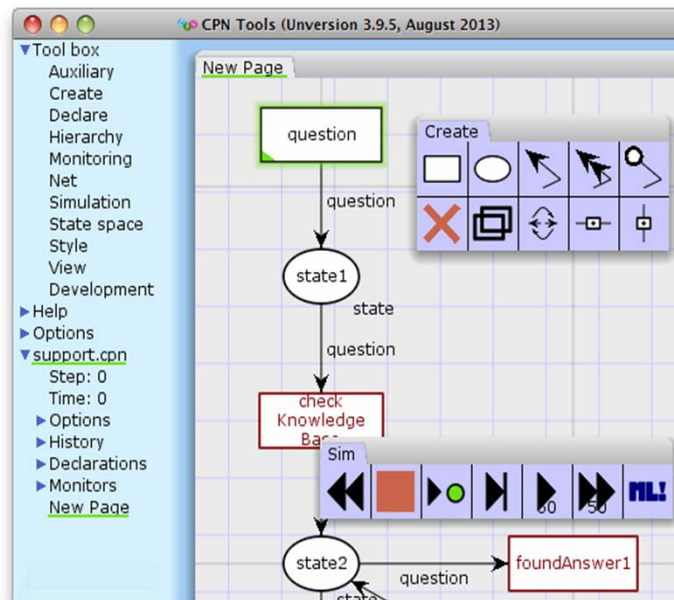 CPN Tools (Unversion 3.9.5, August 2013)
Tool box
Auxiliary
Create
Declare
Hierarchy
Monitoring
Net
Simulation
State space
Style
View
Development
Help
Options
support.cpn
Step: 0
Time: 0
Options
History
Declarations
Monitors
New Page
New Page
question
question
state1
state
question
check
Knowledge
Base
Create
Sim
50
50
ML!
state2
question
foundAnswer1
state